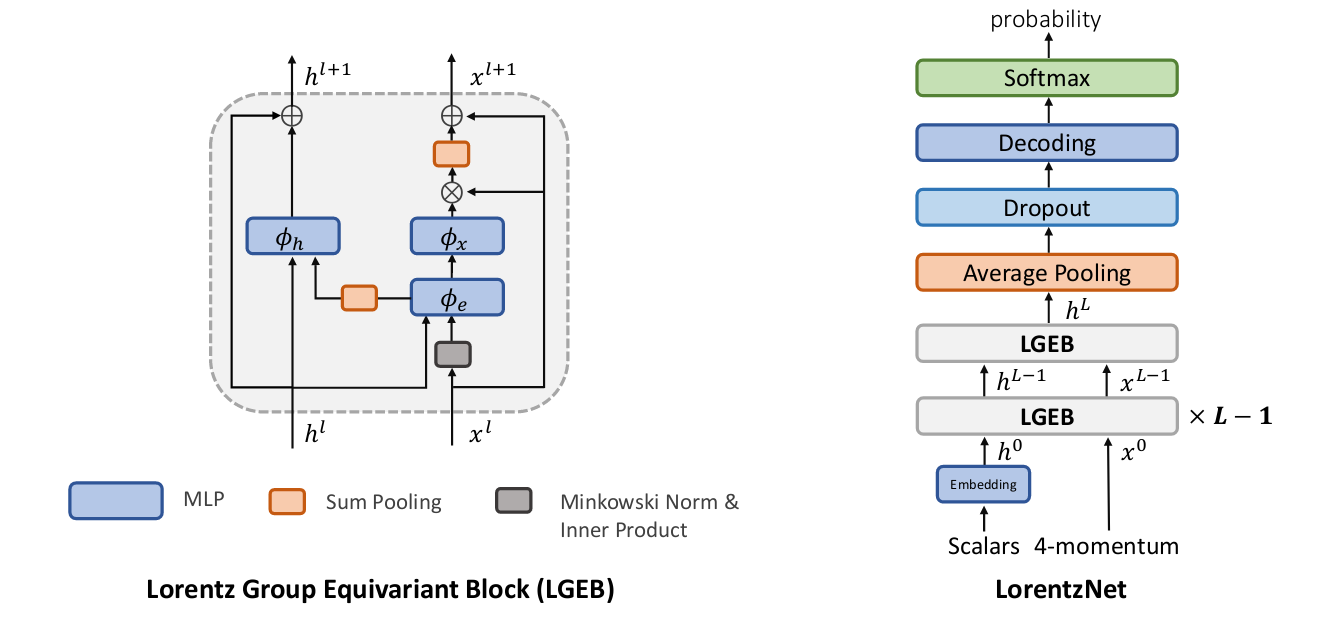 h^{l+1}
x^{l+1}
ϕ_h
ϕ_x
ϕ_e
h^l
x^l
MLP
Sum Pooling
Minkowski Norm &
Inner Product
Lorentz Group Equivariant Block (LGEB)
probability
Softmax
Decoding
Dropout
Average Pooling
h^L
LGEB
h^{L−1}
x^{L−1}
LGEB
× L − 1
h^0
x^0
Embedding
Scalars
4-momentum
LorentzNet